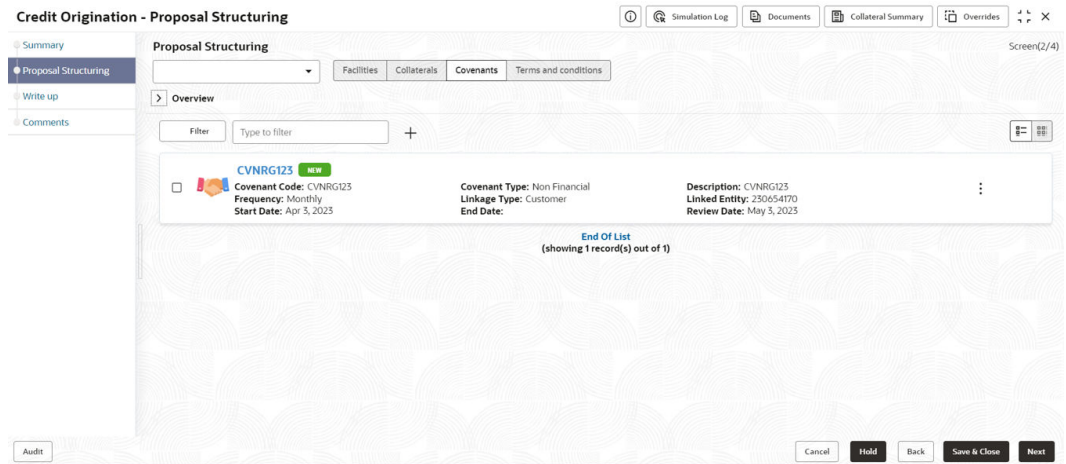 Credit Origination - Proposal Structuring
Simulation Log
Documents
Collateral Summary
Overrides
Summary
Proposal Structuring
Write up
Comments
Proposal Structuring
Screen(2/4)
Facilities
Collaterals
Covenants
Terms and conditions
Overview
Filter
Type to filter
CVNRG123 NEW
Covenant Code: CVNRG123
Covenant Type: Non Financial
Description: CVNRG123
Frequency: Monthly
Linkage Type: Customer
Linked Entity: 230654170
Start Date: Apr 3, 2023
End Date:
Review Date: May 3, 2023
End Of List
(showing 1 record(s) out of 1)
Audit
Cancel
Hold
Back
Save & Close
Next